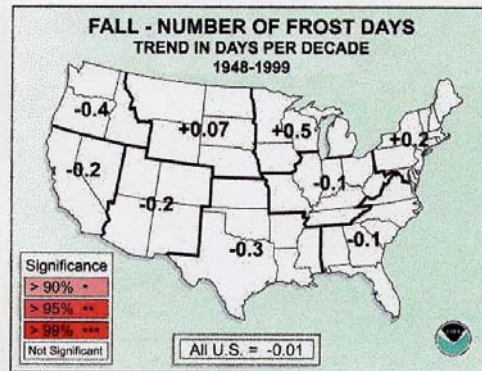 FALL - NUMBER OF FROST DAYS
TREND IN DAYS PER DECADE
1948-1999
-0.4
+0.07
+0.5
+0.2
-0.2
-0.2
-0.1
-0.3
-0.1
Significance
> 90% *
> 95% **
> 99% ***
Not Significant
All U.S. = -0.01